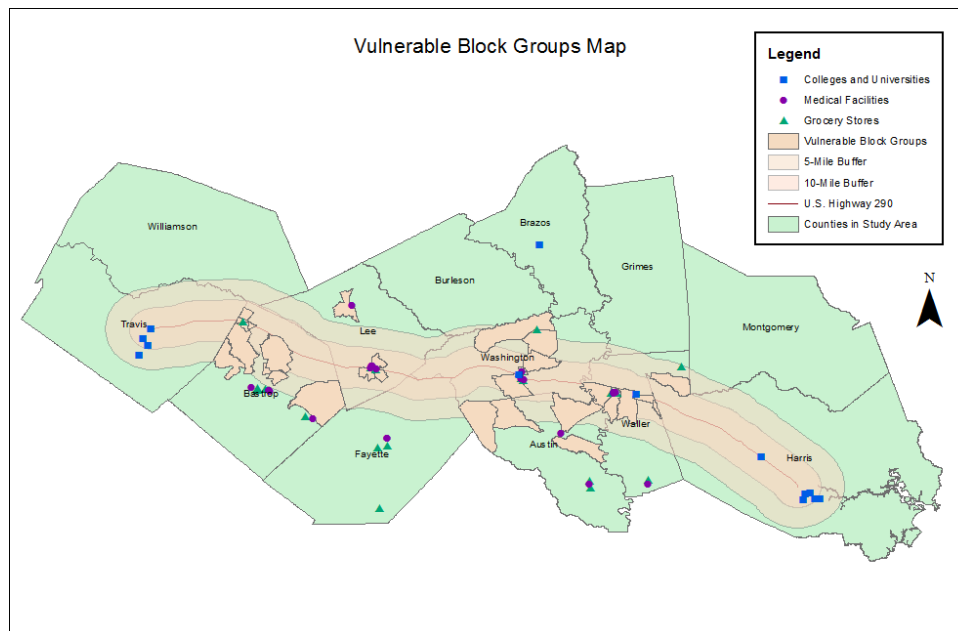 Vulnerable Block Groups Map
Legend
Colleges and Universities
Medical Facilities
Grocery Stores
Vulnerable Block Groups
5-Mile Buffer
10-Mile Buffer
U.S. Highway 290
Counties in Study Area
N
Williamson
Brazos
Burleson
Grimes
Travis
Lee
Montgomery
Washington
Bastrop
Waller
Austin
Fayette
Harris